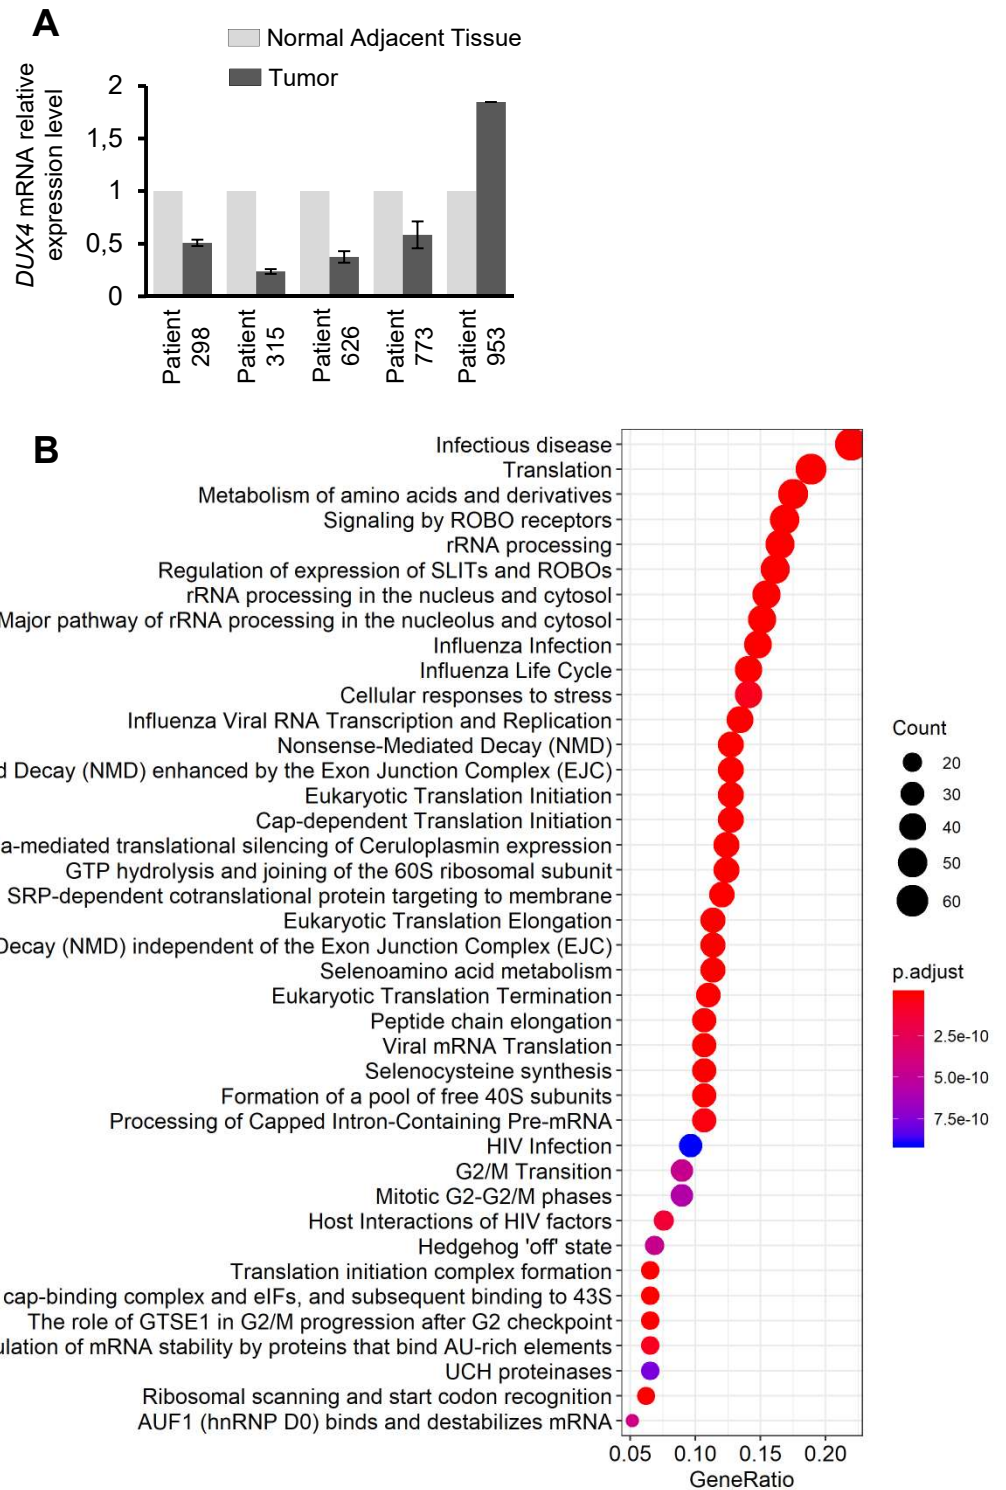 A
Normal Adjacent Tissue
Tumor
DUX4 mRNA relative
expression level
2
1,5
1
0,5
0
Patient
298
Patient
315
Patient
626
Patient
773
Patient
953
B
Infectious disease
Translation
Metabolism of amino acids and derivatives
Signaling by ROBO receptors
rRNA processing
Regulation of expression of SLITs and ROBOs
rRNA processing in the nucleus and cytosol
Major pathway of rRNA processing in the nucleolus and cytosol
Influenza Infection
Influenza Life Cycle
Cellular responses to stress
Influenza Viral RNA Transcription and Replication
Nonsense-Mediated Decay (NMD)
d Decay (NMD) enhanced by the Exon Junction Complex (EJC)
Eukaryotic Translation Initiation
Cap-dependent Translation Initiation
a-mediated translational silencing of Ceruloplasmin expression
GTP hydrolysis and joining of the 60S ribosomal subunit
SRP-dependent cotranslational protein targeting to membrane
Eukaryotic Translation Elongation
Decay (NMD) independent of the Exon Junction Complex (EJC)
Selenoamino acid metabolism
Eukaryotic Translation Termination
Peptide chain elongation
Viral mRNA Translation
Selenocysteine synthesis
Formation of a pool of free 40S subunits
Processing of Capped Intron-Containing Pre-mRNA
HIV Infection
G2/M Transition
Mitotic G2-G2/M phases
Host Interactions of HIV factors
Hedgehog 'off' state
Translation initiation complex formation
cap-binding complex and eIFs, and subsequent binding to 43S
The role of GTSE1 in G2/M progression after G2 checkpoint
ulation of mRNA stability by proteins that bind AU-rich elements
UCH proteinases
Ribosomal scanning and start codon recognition
AUF1 (hnRNP D0) binds and destabilizes mRNA
0.05 0.10 0.15 0.20
GeneRatio
Count
20
30
40
50
60
p.adjust
2.5e-10
5.0e-10
7.5e-10